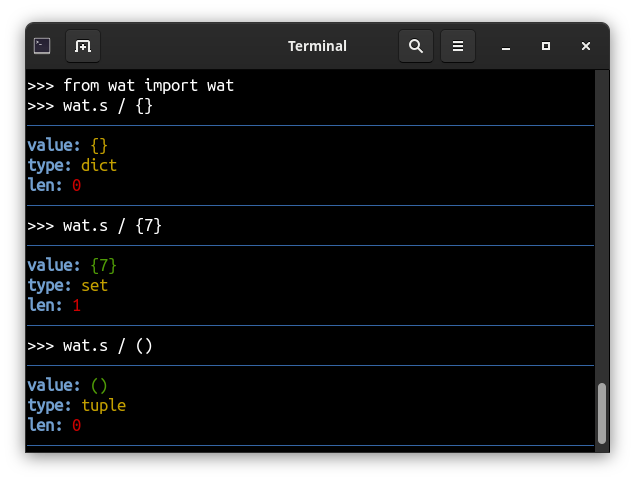 Terminal
>>> from wat import wat
>>> wat.s / {}
value: {}
type: dict
len: 0
>>> wat.s / {7}
value: {7}
type: set
len: 1
>>> wat.s / ()
value: ()
type: tuple
len: 0